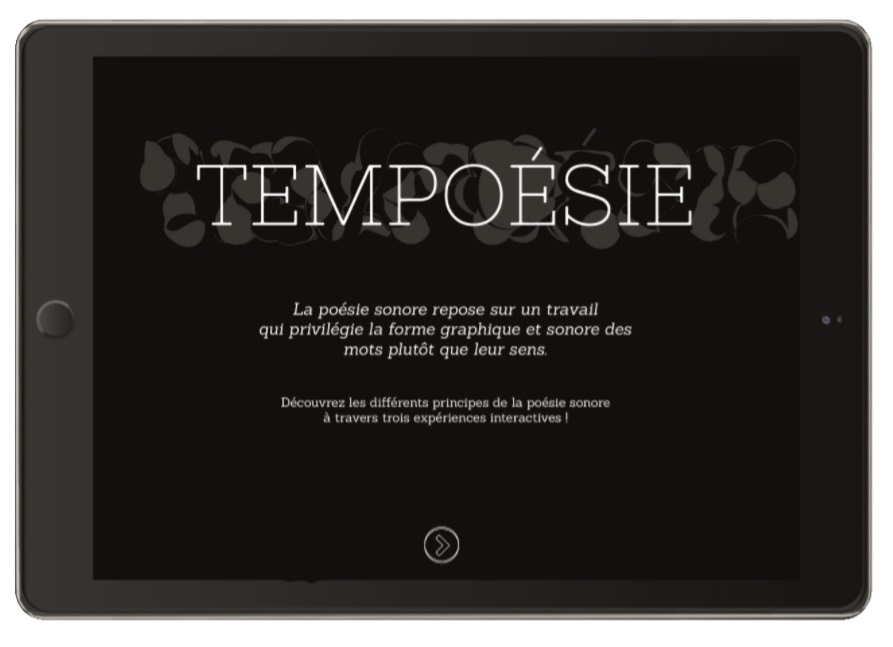 TEMPOÉSIE
La poésie sonore repose sur un travail
qui privilégie la forme graphique et sonore des
mots plutôt que leur sens.
Découvrez les différents principes de la poésie sonore
à travers trois expériences interactives !